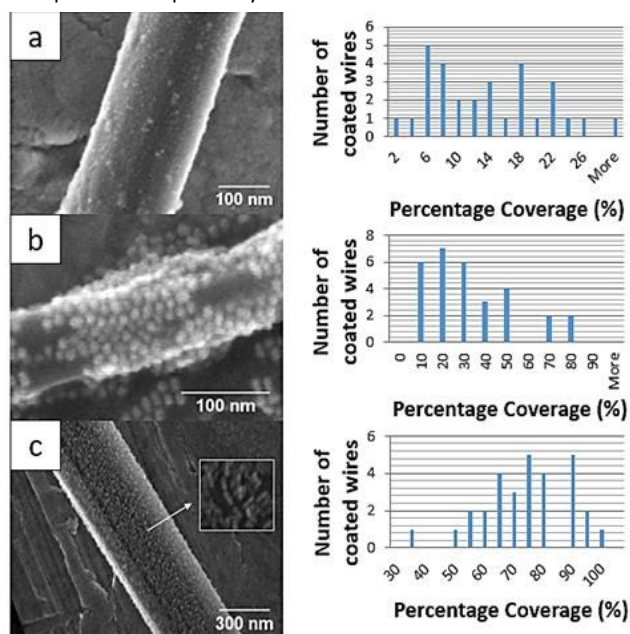 a
100 nm
Number of
coated wires
6
5
4
3
2
1
0
2
6
10
14
18
22
26
More
Percentage Coverage (%)
b
100 nm
Number of
coated wires
8
6
4
2
0
0
10
20
30
40
50
60
70
80
90
More
Percentage Coverage (%)
c
300 nm
Number of
coated wires
6
4
2
0
30
40
50
60
70
80
90
100
Percentage Coverage (%)